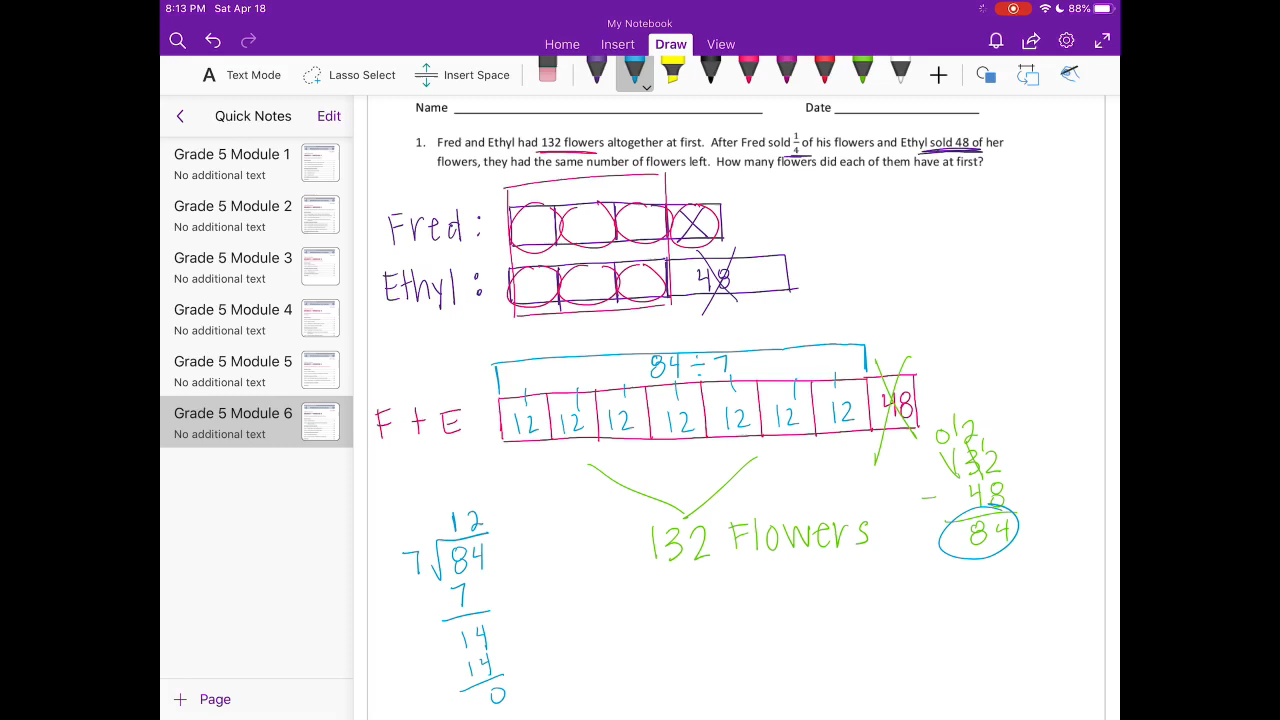 8:13 PM Sat Apr 18
88%
My Notebook
Home Insert Draw View
A Text Mode Lasso Select Insert Space
Quick Notes Edit
Grade 5 Module 1
No additional text
Grade 5 Module 2
No additional text
Grade 5 Module 3
No additional text
Grade 5 Module 4
No additional text
Grade 5 Module 5
No additional text
Grade 5 Module 6
No additional text
+ Page
Name Date
1. Fred and Ethyl had 132 flowers altogether at first. After Fred sold 1/4 of his flowers and Ethyl sold 48 of her
flowers, they had the same number of flowers left. How many flowers did each of them have at first?
Fred
Ethyl: 48
84 ÷ 7
F + E 12 12 12 12 12 12 12 48
0 12 1
132
- 48
84
132 Flowers
12
7 √84
7
14
14
0